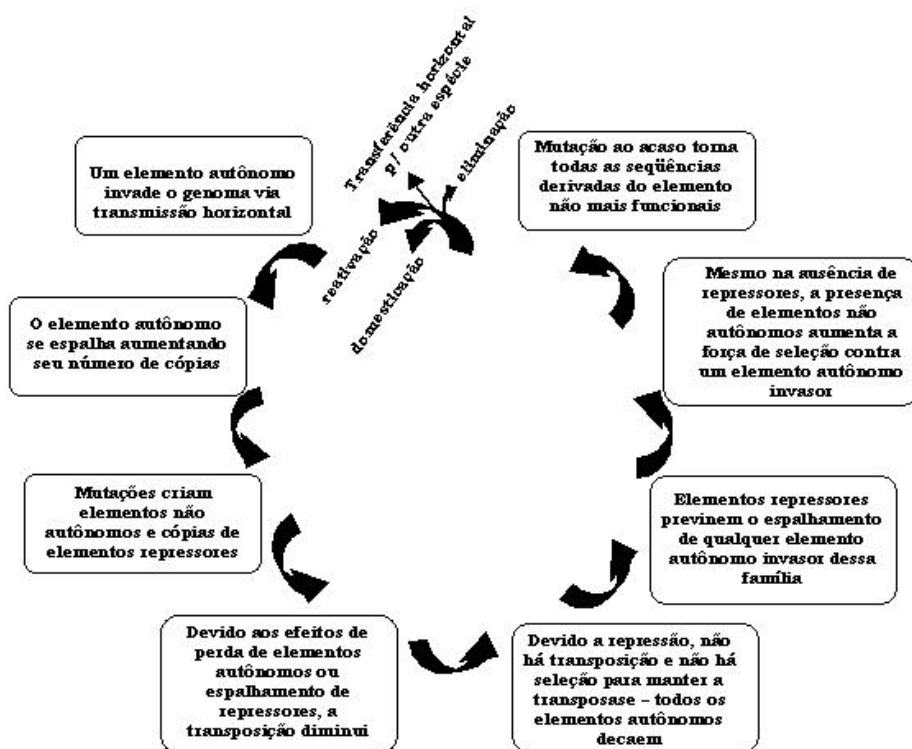 Transferência horizontal
p/ outra espécie
eliminação
reativação
domesticação
Um elemento autônomo
invade o genoma via
transmissão horizontal
O elemento autônomo
se espalha aumentando
seu número de cópias
Mutações criam
elementos não
autônomos e cópias de
elementos repressores
Devido aos efeitos de
perda de elementos
autônomos ou
espalhamento de
repressores, a
transposição diminui
Devido a repressão, não
há transposição e não há
seleção para manter a
transposase – todos os
elementos autônomos
decaem
Elementos repressores
previnem o espalhamento
de qualquer elemento
autônomo invasor dessa
família
Mesmo na ausência de
repressores, a presença
de elementos não
autônomos aumenta a
força de seleção contra
um elemento autônomo
invasor
Mutação ao acaso torna
todas as seqüências
derivadas do elemento
não mais funcionais